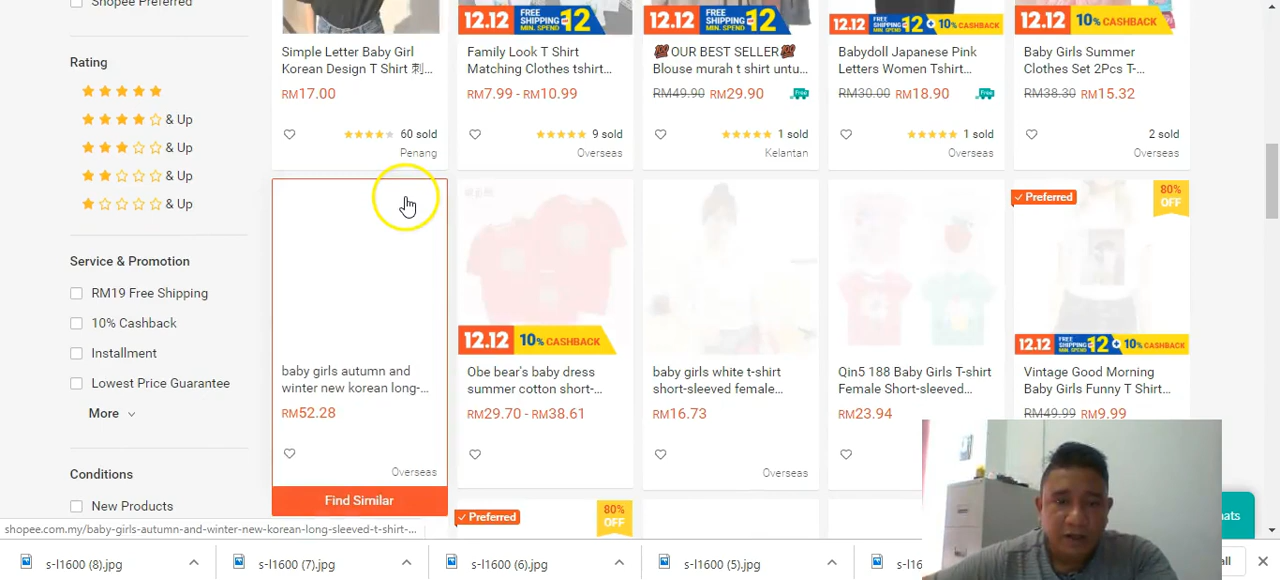 Shopee Preferred
Rating
& Up
& Up
& Up
& Up
Service & Promotion
RM19 Free Shipping
10% Cashback
Installment
Lowest Price Guarantee
More
Conditions
New Products
Simple Letter Baby Girl
Korean Design T Shirt 刺...
RM17.00
60 sold
Penang
12.12 FREE SHIPPING MIN. SPEND 12
Family Look T Shirt
Matching Clothes tshirt...
RM7.99 - RM10.99
9 sold
Overseas
12.12 FREE SHIPPING MIN. SPEND 12
💯OUR BEST SELLER💯
Blouse murah t shirt untu...
RM49.90 RM29.90
Free
1 sold
Kelantan
12.12 FREE SHIPPING MIN. SPEND 12 + 10% CASHBACK
Babydoll Japanese Pink
Letters Women Tshirt...
RM30.00 RM18.90
Free
1 sold
Overseas
12.12 10% CASHBACK
Baby Girls Summer
Clothes Set 2Pcs T-...
RM38.30 RM15.32
2 sold
Overseas
baby girls autumn and
winter new korean long-...
RM52.28
Overseas
Find Similar
12.12 10% CASHBACK
Obe bear's baby dress
summer cotton short-...
RM29.70 - RM38.61
baby girls white t-shirt
short-sleeved female...
RM16.73
Overseas
Qin5 188 Baby Girls T-shirt
Female Short-sleeved...
RM23.94
Preferred
80%
OFF
12.12 FREE SHIPPING 12 + 10% CASHBACK
Vintage Good Morning
Baby Girls Funny T Shirt...
RM49.99 RM9.99
Preferred
80%
OFF
shopee.com.my/baby-girls-autumn-and-winter-new-korean-long-sleeved-t-shirt-...
s-l1600 (8).jpg
s-l1600 (7).jpg
s-l1600 (6).jpg
s-l1600 (5).jpg